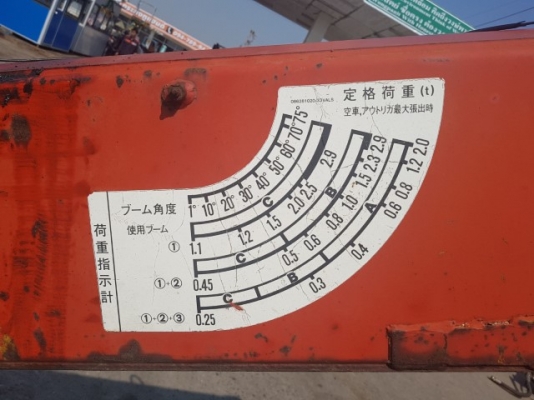 定格荷重(t)
空車、アウトリガ最大張出時
荷重指示計
ブーム角度
1° 10° 20° 30° 40° 50° 60° 70° 75°
使用ブーム
C
① 1.1 1.2 1.5 2.0 2.5 2.9
C B
①+② 0.45 0.5 0.6 0.8 1.0 1.5 2.3 2.9
C B A
①+②+③ 0.25 0.3 0.4 0.6 0.8 1.2 2.0